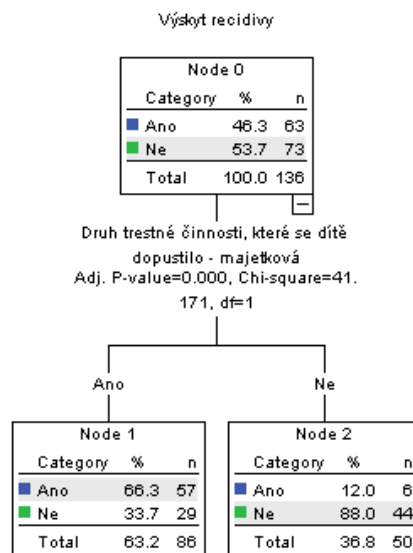 Výskyt recidivy
Node 0
Category % n
Ano 46.3 63
Ne 53.7 73
Total 100.0 136
Druh trestné činnosti, které se dítě
dopustilo - majetková
Adj. P-value=0.000, Chi-square=41.
171, df=1
Ano
Ne
Node 1
Category % n
Ano 66.3 57
Ne 33.7 29
Total 63.2 86
Node 2
Category % n
Ano 12.0 6
Ne 88.0 44
Total 36.8 50